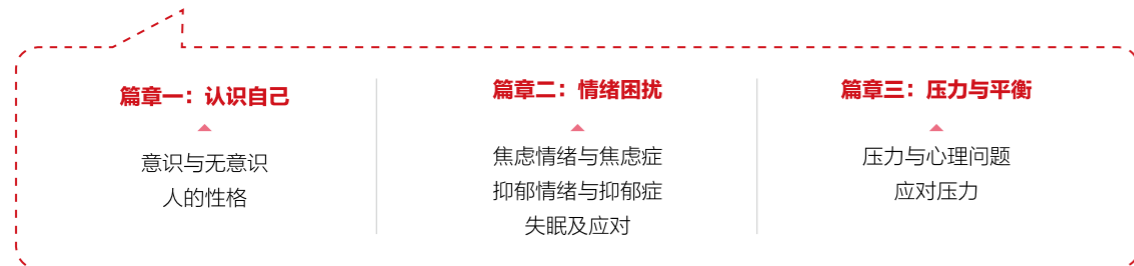 篇章一：认识自己
意识与无意识
人的性格
篇章二：情绪困扰
焦虑情绪与焦虑症
抑郁情绪与抑郁症
失眠及应对
篇章三：压力与平衡
压力与心理问题
应对压力